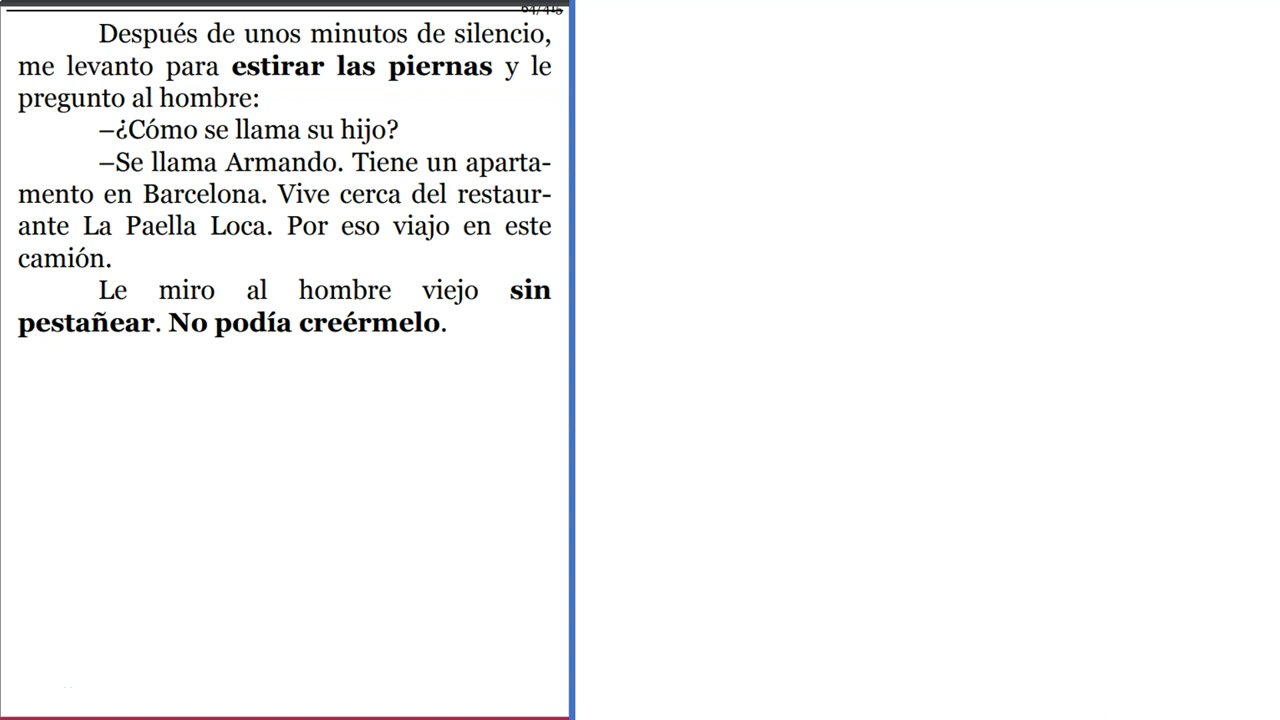 64/415
Después de unos minutos de silencio,
me levanto para estirar las piernas y le
pregunto al hombre:
–¿Cómo se llama su hijo?
–Se llama Armando. Tiene un aparta-
mento en Barcelona. Vive cerca del restaur-
ante La Paella Loca. Por eso viajo en este
camión.
Le miro al hombre viejo sin
pestañear. No podía creérmelo.